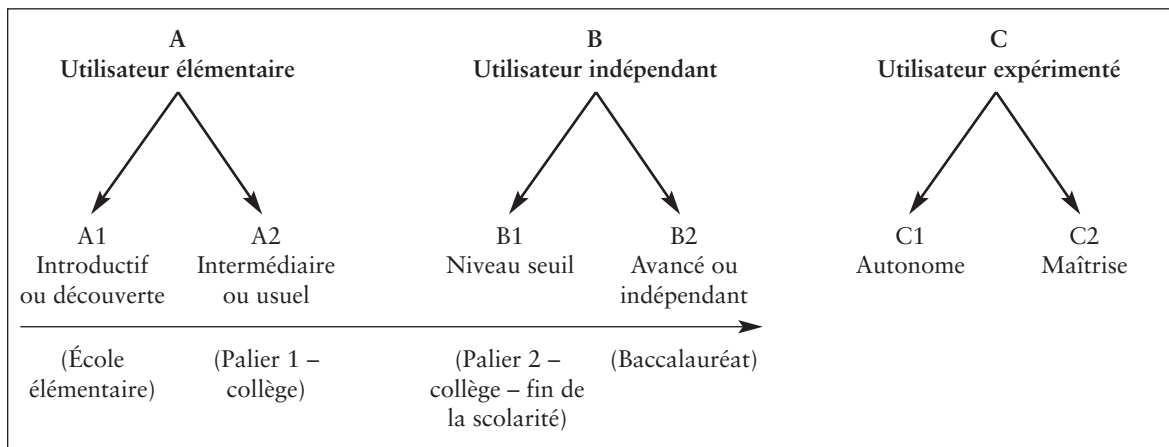 A
Utilisateur élémentaire
B
Utilisateur indépendant
C
Utilisateur expérimenté
A1
Introductif
ou découverte
A2
Intermédiaire
ou usuel
B1
Niveau seuil
B2
Avancé ou
indépendant
C1
Autonome
C2
Maîtrise
(École
élémentaire)
(Palier 1 –
collège)
(Palier 2 –
collège – fin de
la scolarité)
(Baccalauréat)